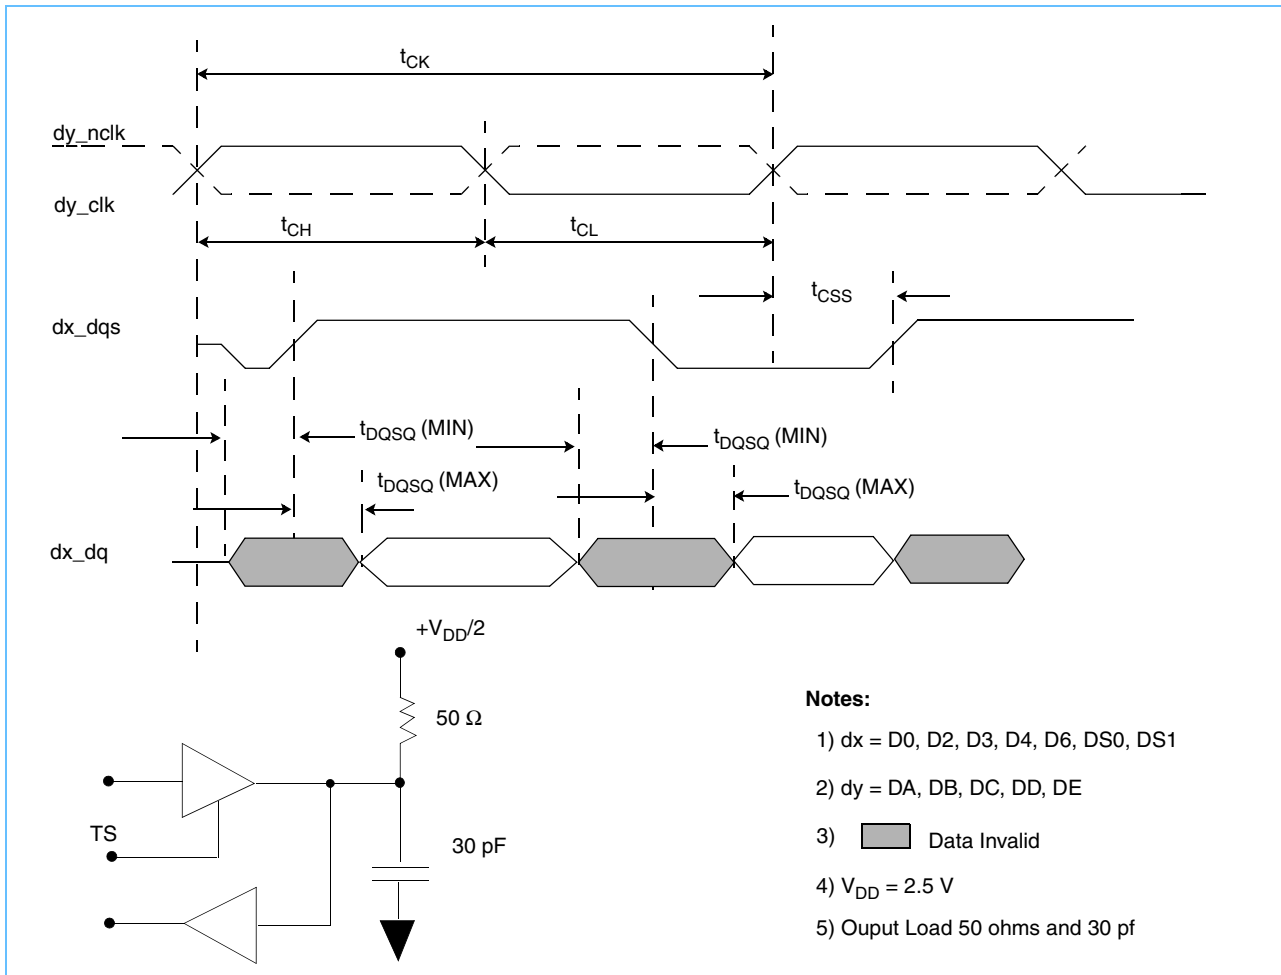 tCK
dy_nclk
dy_clk
tCH
tCL
tCSS
dx_dqs
tDQSQ (MIN)
tDQSQ (MIN)
tDQSQ (MAX)
tDQSQ (MAX)
dx_dq
+VDD/2
50 Ω
TS
30 pF
Notes:
1) dx = D0, D2, D3, D4, D6, DS0, DS1
2) dy = DA, DB, DC, DD, DE
3) Data Invalid
4) VDD = 2.5 V
5) Ouput Load 50 ohms and 30 pf